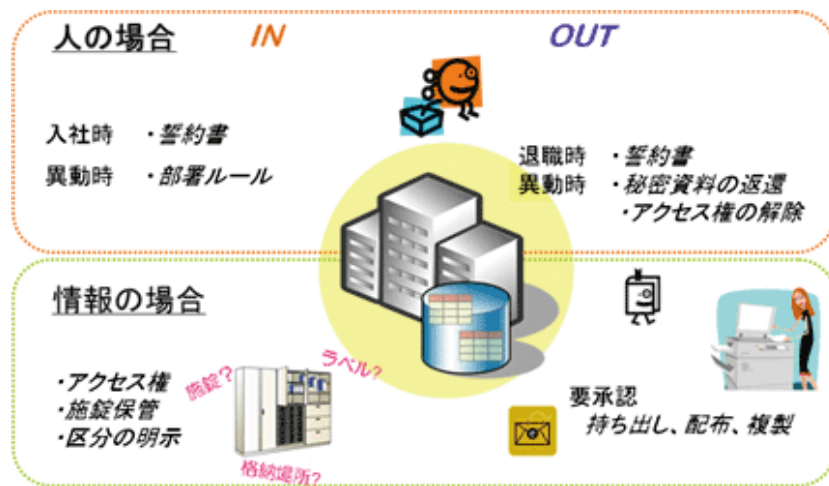 人の場合 IN OUT
入社時 ・誓約書
異動時 ・部署ルール
退職時 ・誓約書
異動時 ・秘密資料の返還
・アクセス権の解除
情報の場合
・アクセス権
・施錠保管
・区分の明示
施錠?
ラベル?
格納場所?
要承認
持ち出し、配布、複製